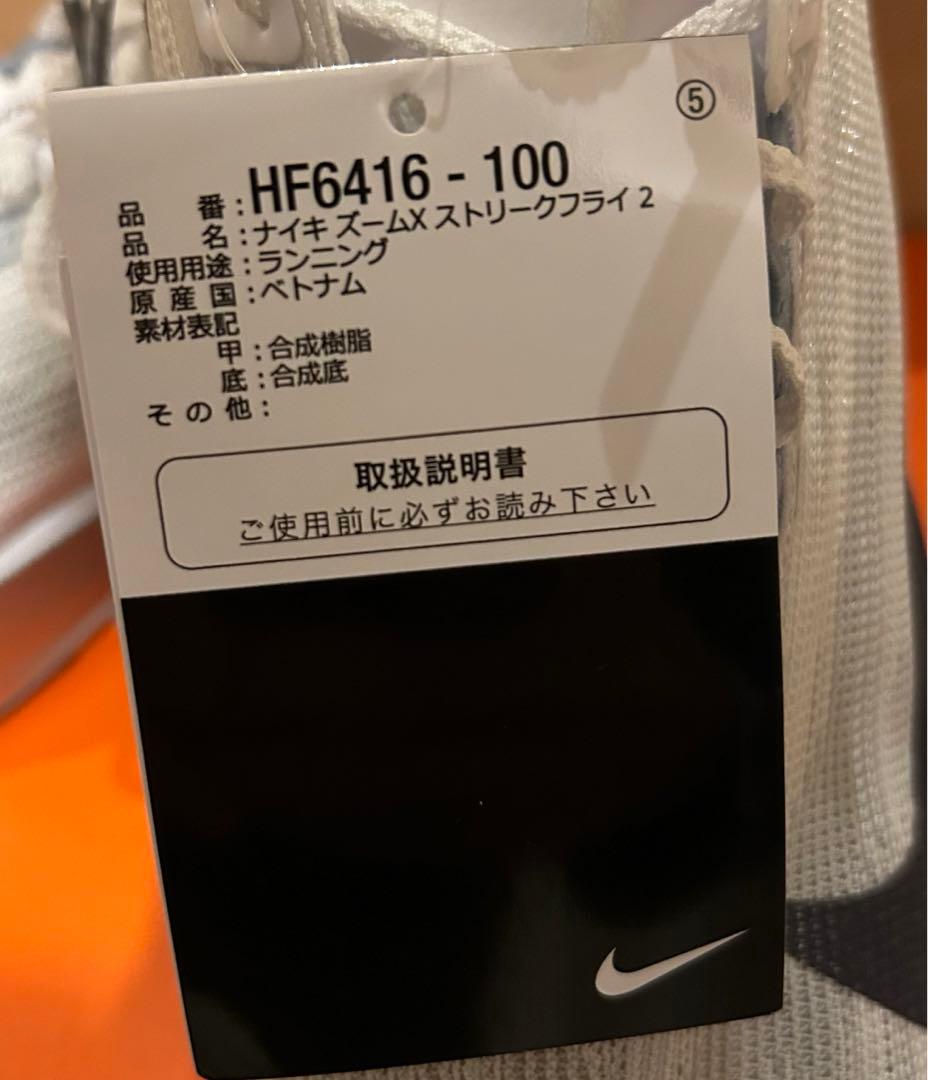 ⑤
品 番：HF6416 - 100
品 名：ナイキ ズームX ストリークフライ 2
使用用途：ランニング
原 産 国：ベトナム
素材表記
甲：合成樹脂
底：合成底
そ の 他：
取扱説明書
ご使用前に必ずお読み下さい